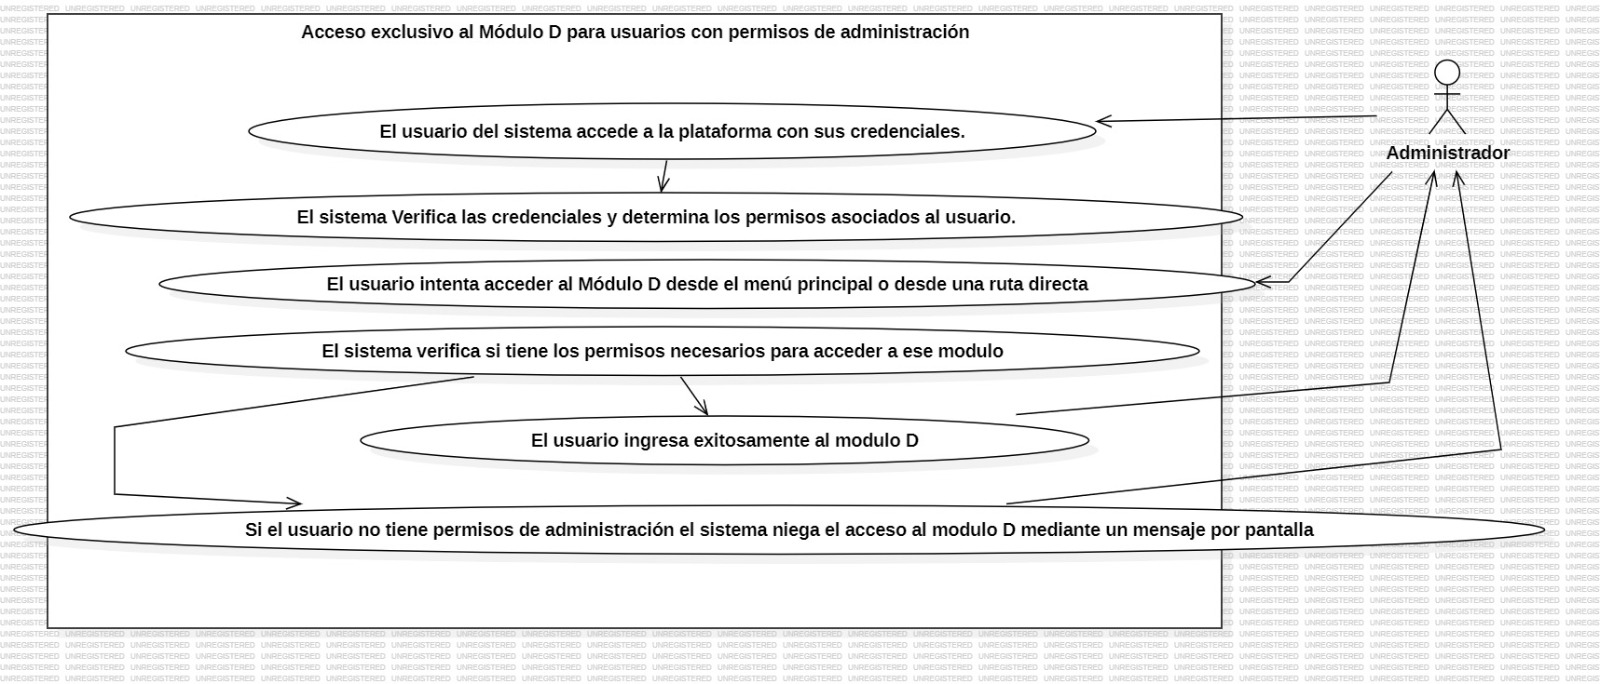 Acceso exclusivo al Módulo D para usuarios con permisos de administración
El usuario del sistema accede a la plataforma con sus credenciales.
Administrador
El sistema Verifica las credenciales y determina los permisos asociados al usuario.
El usuario intenta acceder al Módulo D desde el menú principal o desde una ruta directa
El sistema verifica si tiene los permisos necesarios para acceder a ese modulo
El usuario ingresa exitosamente al modulo D
Si el usuario no tiene permisos de administración el sistema niega el acceso al modulo D mediante un mensaje por pantalla
UNREGISTERED